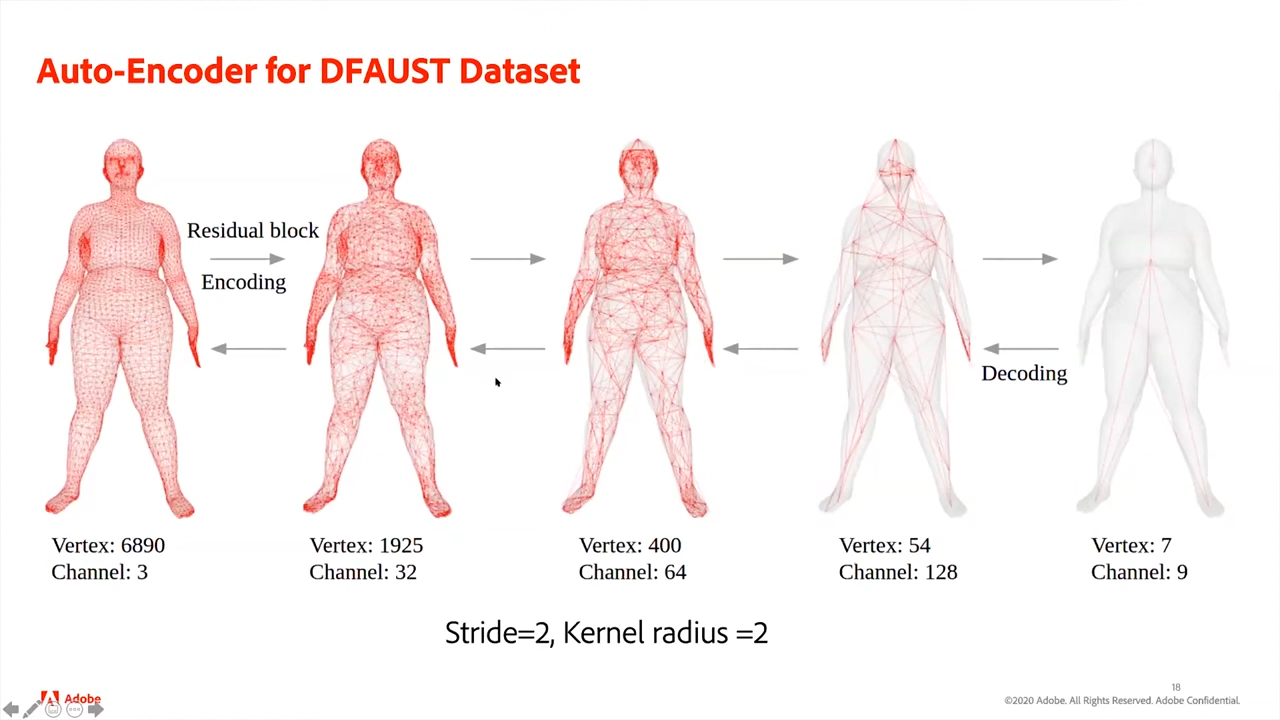 Auto-Encoder for DFAUST Dataset
Residual block
Encoding
Decoding
Vertex: 6890
Channel: 3
Vertex: 1925
Channel: 32
Vertex: 400
Channel: 64
Vertex: 54
Channel: 128
Vertex: 7
Channel: 9
Stride=2, Kernel radius =2
Adobe
18
©2020 Adobe. All Rights Reserved. Adobe Confidential.